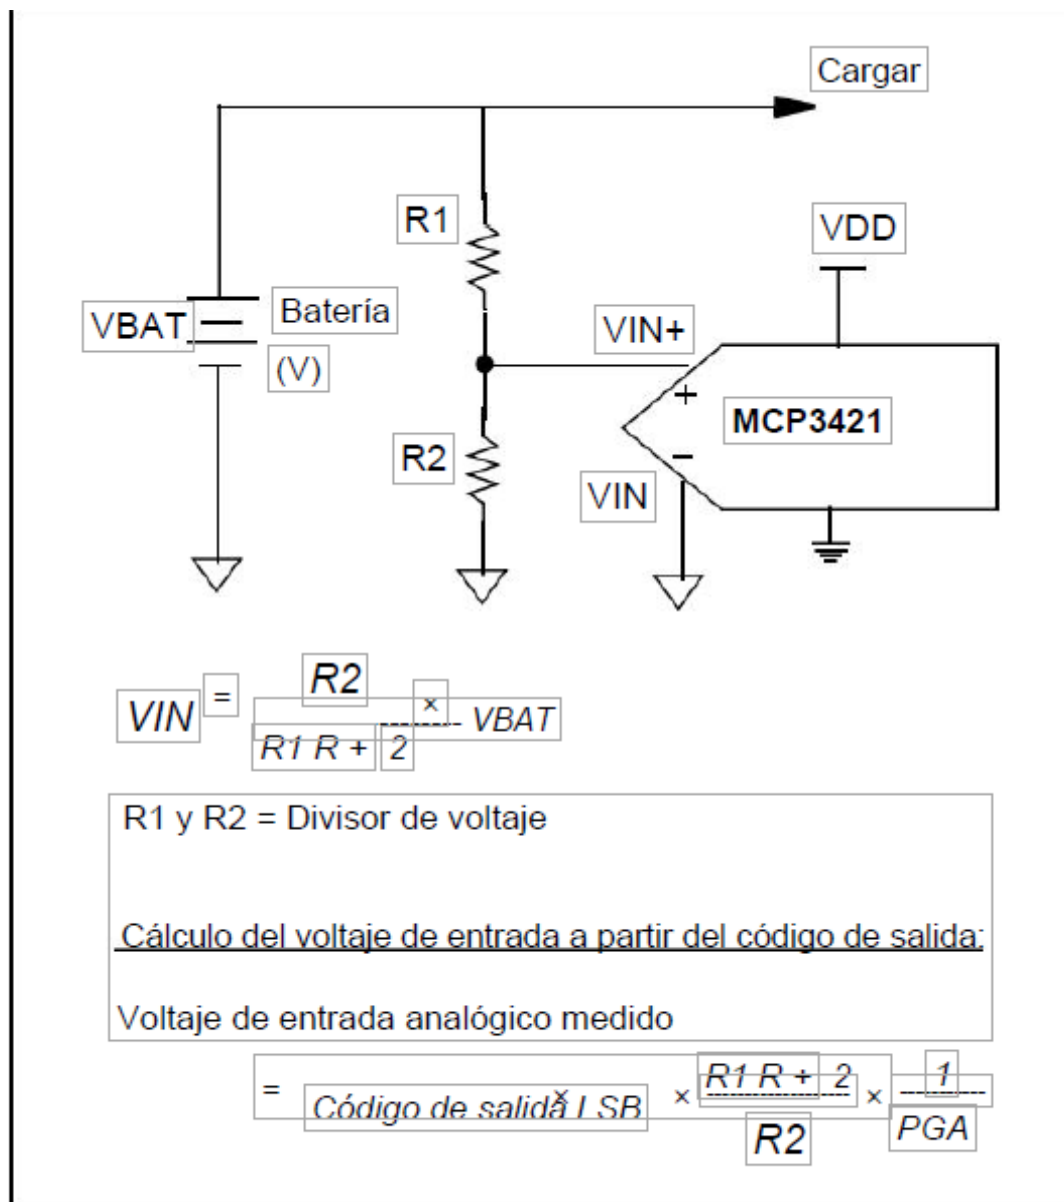 Cargar
R1
VDD
VBAT
Batería
(V)
VIN+
+
MCP3421
R2
−
VIN
R2
VIN = -------- × VBAT
R1 R + 2
R1 y R2 = Divisor de voltaje
Cálculo del voltaje de entrada a partir del código de salida:
Voltaje de entrada analógico medido
R1 R + 2 1
= Código de salida × LSB × -------- × --------
R2 PGA